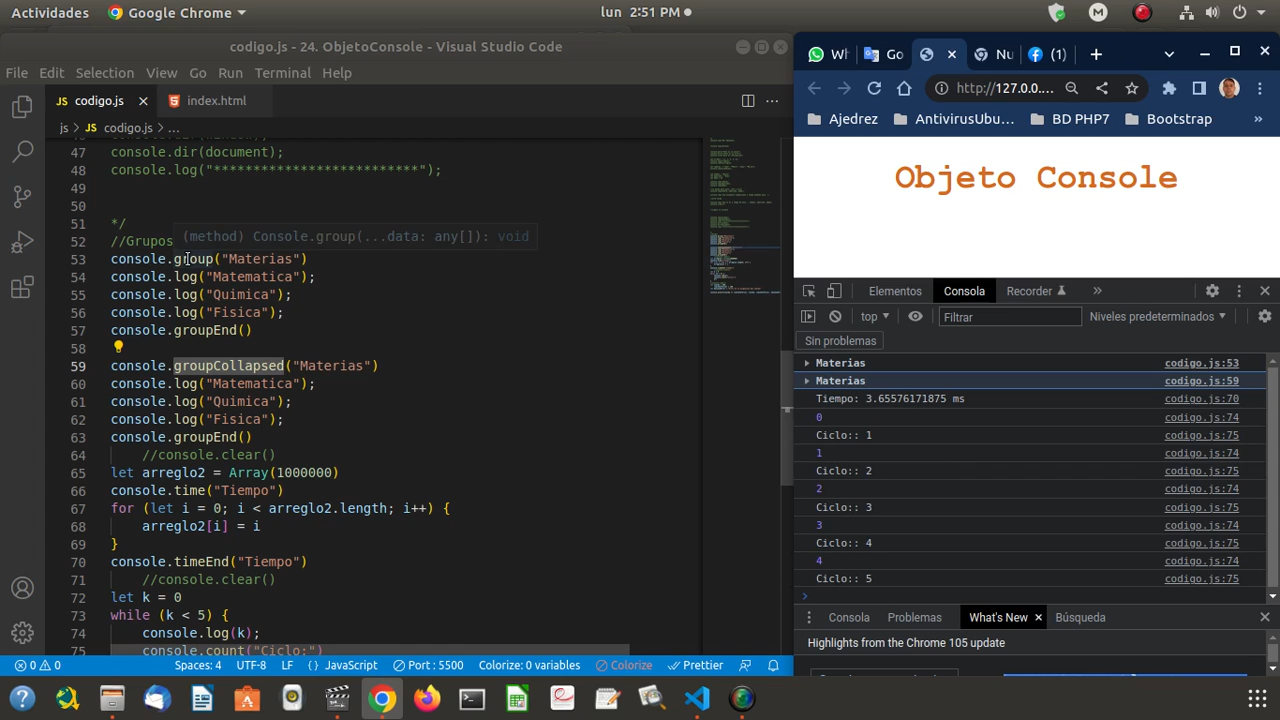 Actividades
Google Chrome
lun 2:51 PM
M
codigo.js - 24. ObjetoConsole - Visual Studio Code
File Edit Selection View Go Run Terminal Help
codigo.js
index.html
js > codigo.js > ...
47 console.dir(document);
48 console.log("**************************");
49
50
51 */
52 //Grupos
(method) Console.group(...data: any[]): void
53 console.group("Materias")
54 console.log("Matematica");
55 console.log("Quimica");
56 console.log("Fisica");
57 console.groupEnd()
58
59 console.groupCollapsed("Materias")
60 console.log("Matematica");
61 console.log("Quimica");
62 console.log("Fisica");
63 console.groupEnd()
64 //console.clear()
65 let arreglo2 = Array(1000000)
66 console.time("Tiempo")
67 for (let i = 0; i < arreglo2.length; i++) {
68 arreglo2[i] = i
69 }
70 console.timeEnd("Tiempo")
71 //console.clear()
72 let k = 0
73 while (k < 5) {
74 console.log(k);
75 console.count("Ciclo:")
0 0 Spaces: 4 UTF-8 LF { } JavaScript Port : 5500 Colorize: 0 variables Colorize Prettier
Wh Go Nu (1)
http://127.0.0....
Ajedrez AntivirusUbu... BD PHP7 Bootstrap »
Objeto Console
Elementos Consola Recorder »
top Filtrar Niveles predeterminados
Sin problemas
Materias codigo.js:53
Materias codigo.js:59
Tiempo: 3.65576171875 ms codigo.js:70
0 codigo.js:74
Ciclo:: 1 codigo.js:75
1 codigo.js:74
Ciclo:: 2 codigo.js:75
2 codigo.js:74
Ciclo:: 3 codigo.js:75
3 codigo.js:74
Ciclo:: 4 codigo.js:75
4 codigo.js:74
Ciclo:: 5 codigo.js:75
Consola Problemas What's New Búsqueda
Highlights from the Chrome 105 update